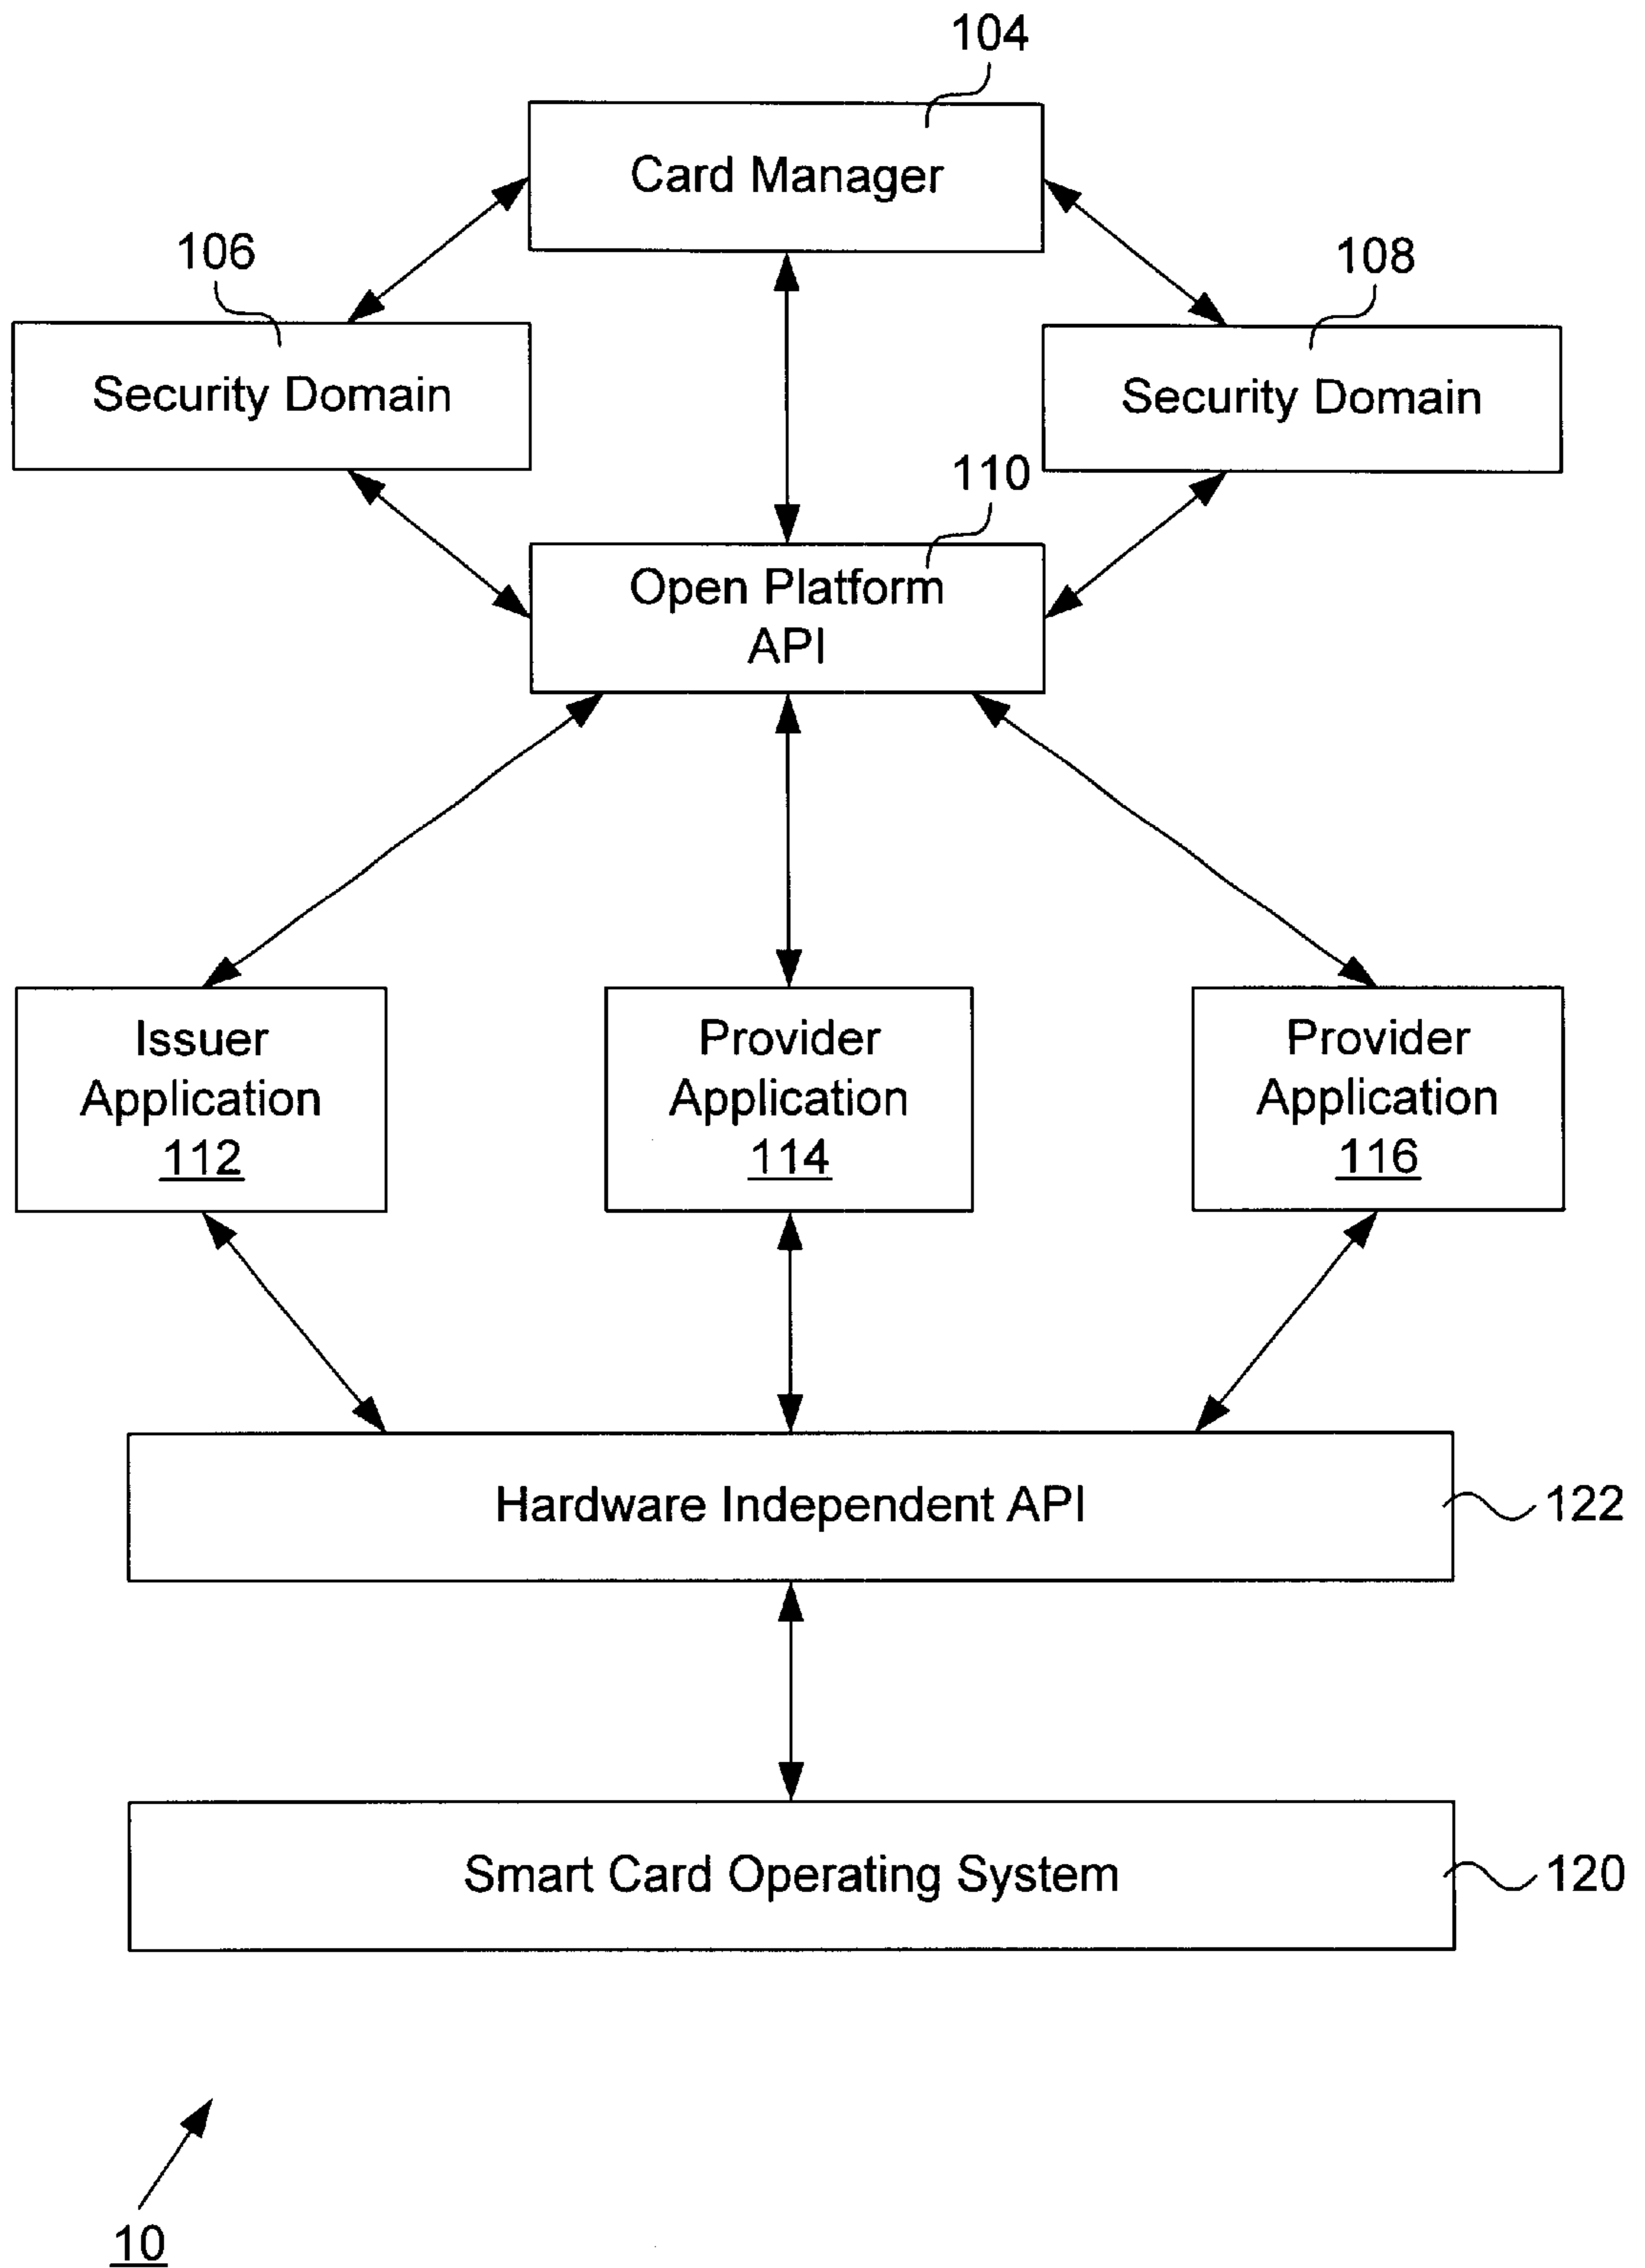 104
Card Manager
106
108
Security Domain
Security Domain
110
Open Platform
API
Issuer
Application
112
Provider
Application
114
Provider
Application
116
Hardware Independent API
122
Smart Card Operating System
120
10